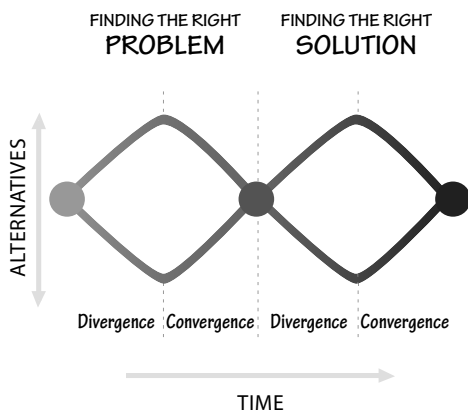 FINDING THE RIGHT
PROBLEM
FINDING THE RIGHT
SOLUTION
ALTERNATIVES
Divergence
Convergence
Divergence
Convergence
TIME